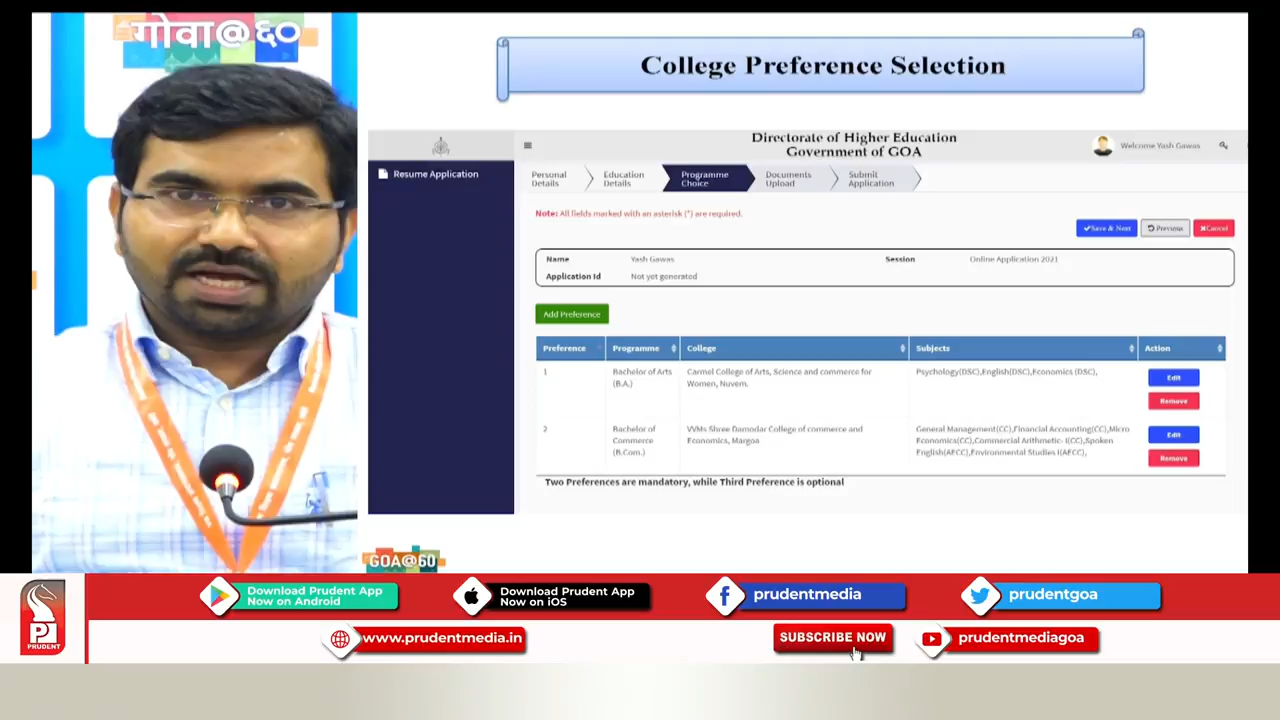 गोवा@६०
College Preference Selection
Directorate of Higher Education
Government of GOA
Welcome Yash Gawas
Resume Application
Personal Details
Education Details
Programme Choice
Documents Upload
Submit Application
Note: All fields marked with an asterisk (*) are required.
Save & Next
Previous
Cancel
Name Yash Gawas Session Online Application 2021
Application Id Not yet generated
Add Preference
Preference Programme College Subjects Action
1 Bachelor of Arts Carmel College of Arts, Science and commerce for Psychology(DSC),English(DSC),Economics (DSC), Edit
(B.A.) Women, Nuvem.
Remove
2 Bachelor of VVMs Shree Damodar College of commerce and General Management(CC),Financial Accounting(CC),Micro Edit
Commerce Economics, Margoa Economics(CC),Commercial Arithmetic- I(CC),Spoken
(B.Com.) English(AECC),Environmental Studies I(AECC), Remove
Two Preferences are mandatory, while Third Preference is optional
GOA@60
PI
PRUDENT
Download Prudent App
Now on Android
Download Prudent App
Now on iOS
prudentmedia
prudentgoa
www.prudentmedia.in
SUBSCRIBE NOW
prudentmediagoa